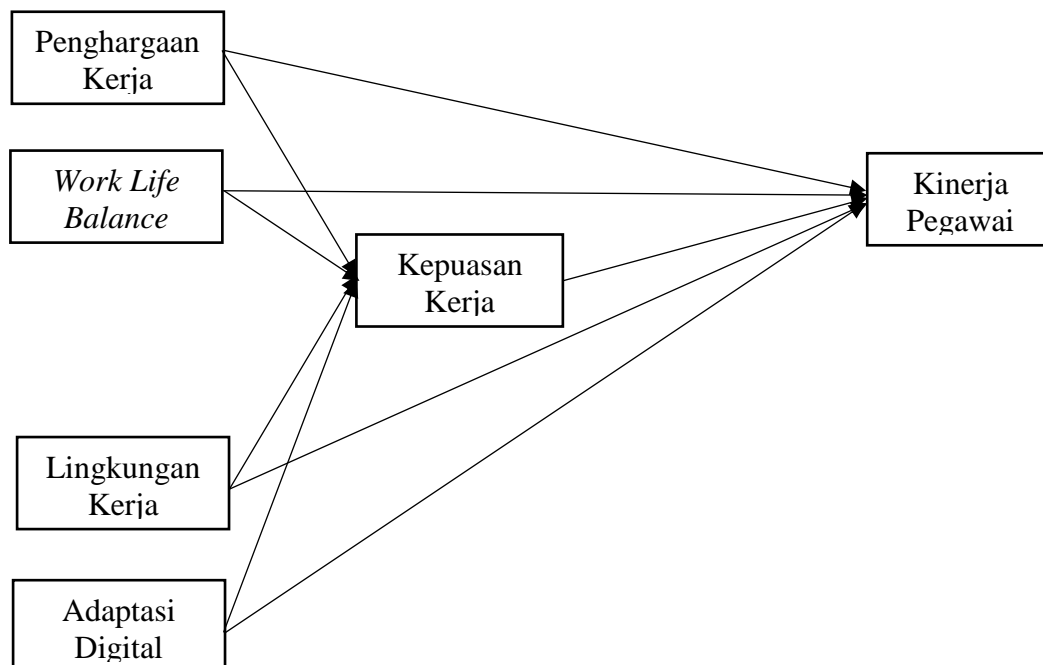 Penghargaan
Kerja
Work Life
Balance
Kepuasan
Kerja
Kinerja
Pegawai
Lingkungan
Kerja
Adaptasi
Digital